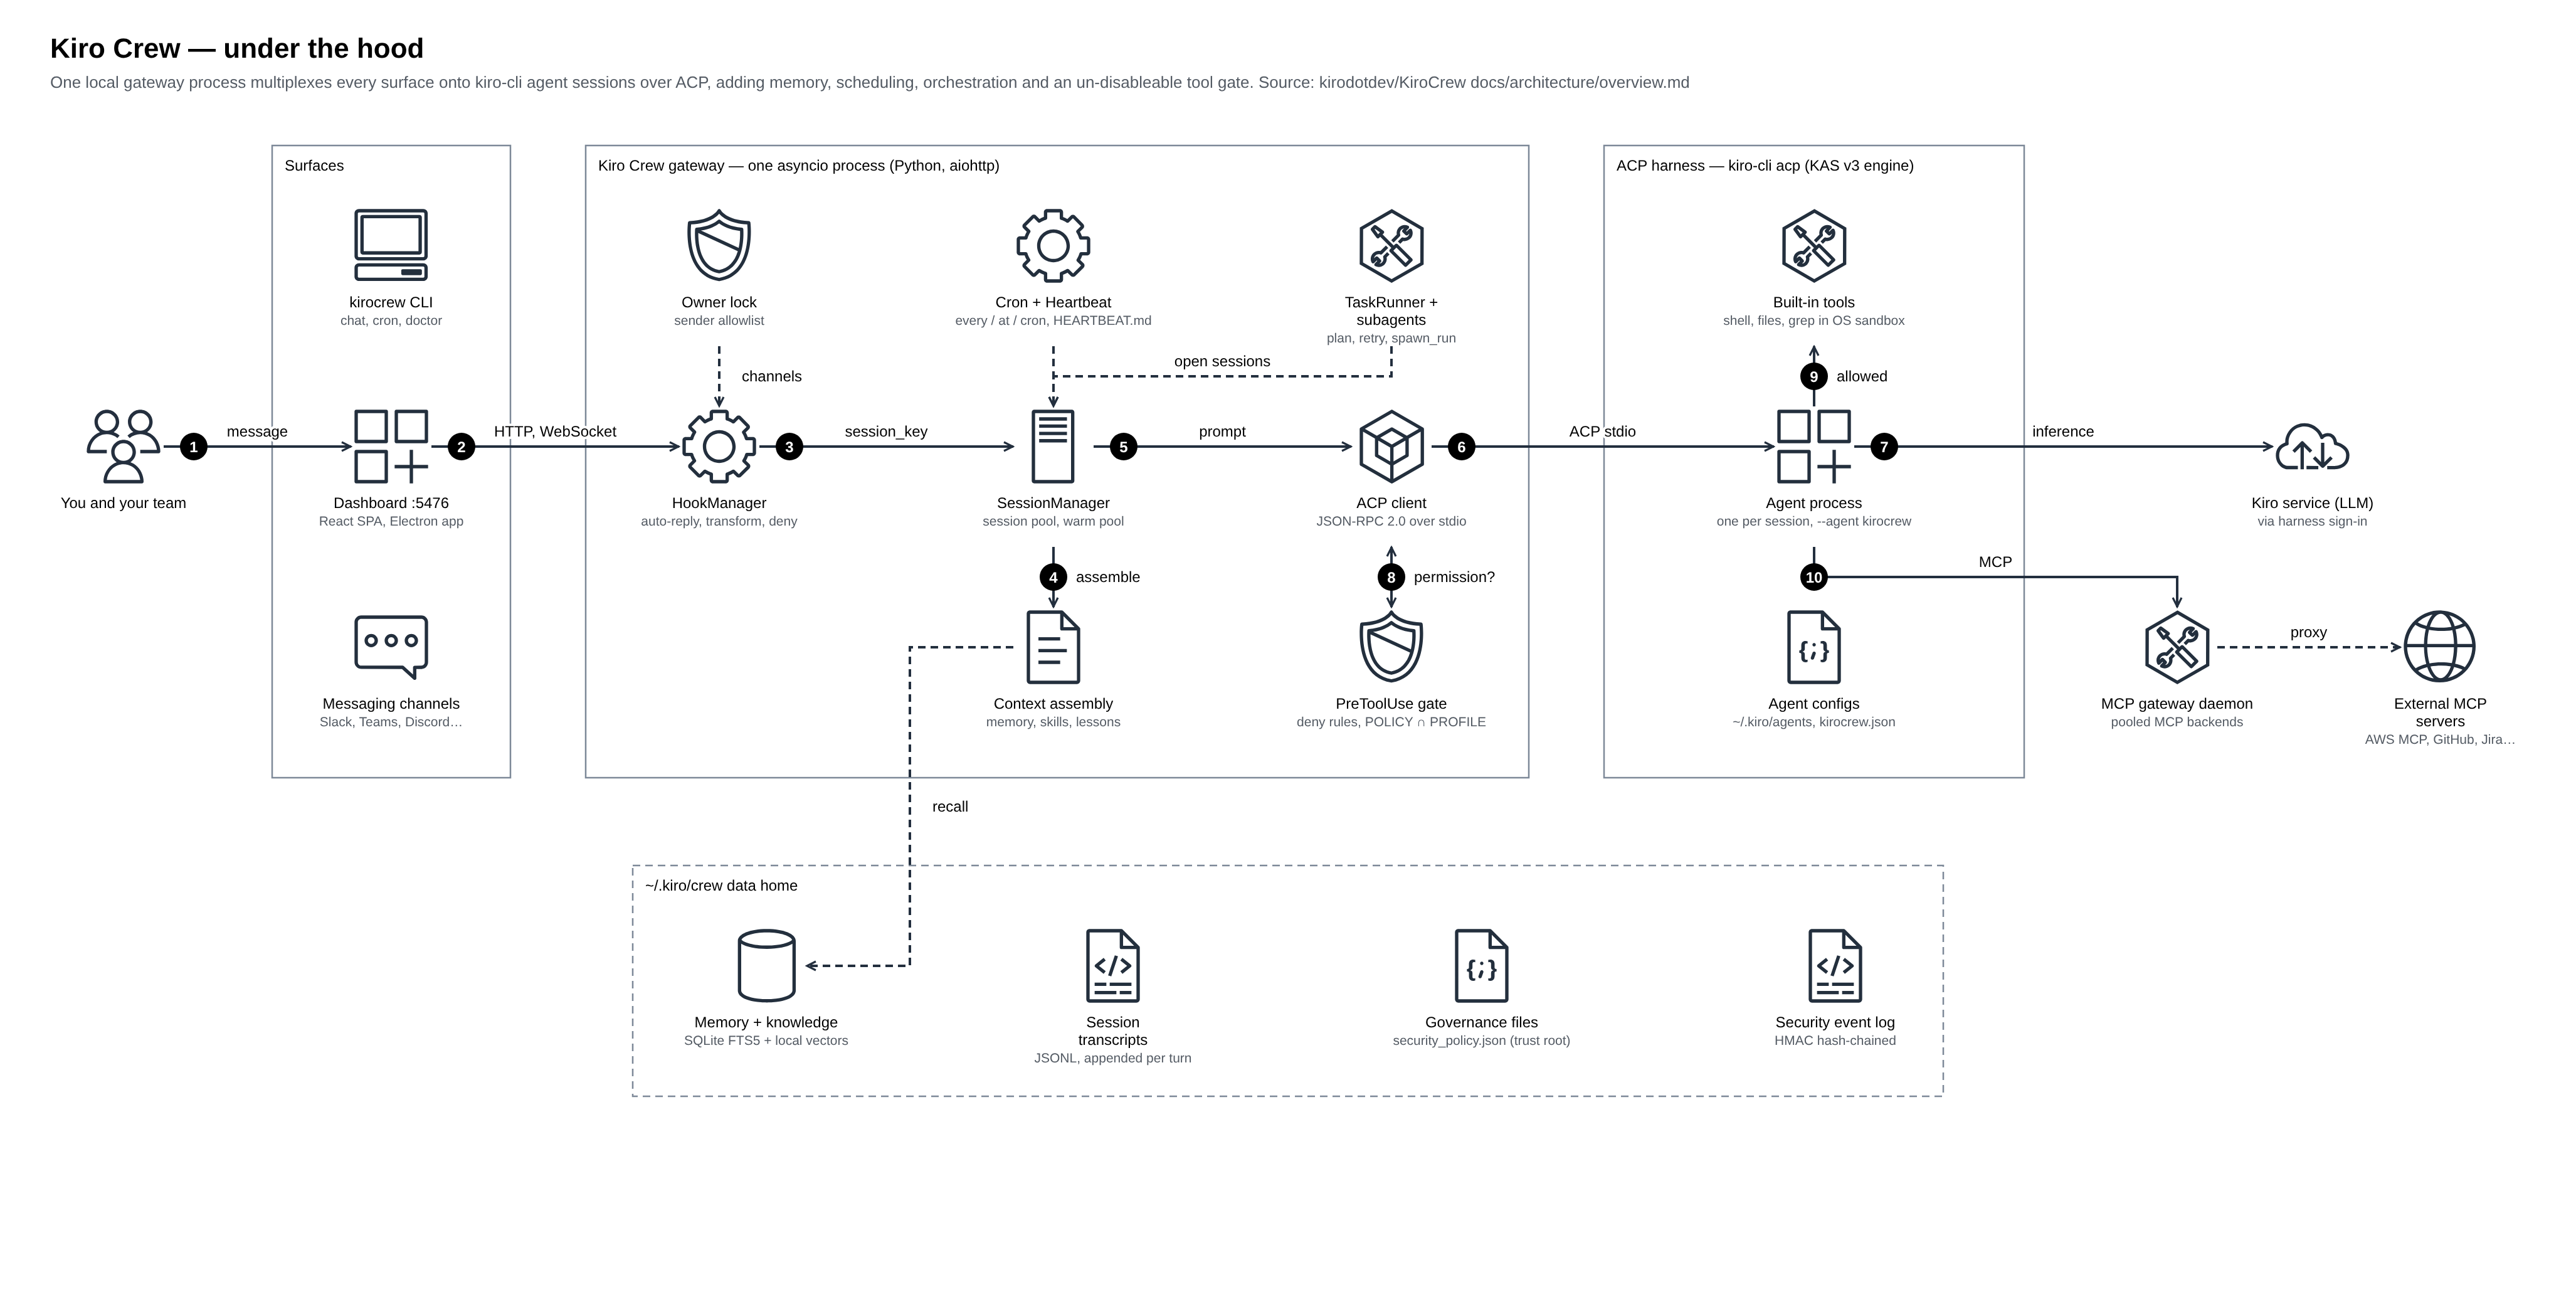 Kiro Crew — under the hood
One local gateway process multiplexes every surface onto kiro-cli agent sessions over ACP, adding memory, scheduling, orchestration and an un-disableable tool gate. Source: kirodotdev/KiroCrew docs/architecture/overview.md
Surfaces
Kiro Crew gateway — one asyncio process (Python, aiohttp)
ACP harness — kiro-cli acp (KAS v3 engine)
kirocrew CLI
chat, cron, doctor
Owner lock
sender allowlist
Cron + Heartbeat
every / at / cron, HEARTBEAT.md
TaskRunner +
subagents
plan, retry, spawn_run
Built-in tools
shell, files, grep in OS sandbox
channels
open sessions
9
allowed
1
message
2
HTTP, WebSocket
3
session_key
5
prompt
6
ACP stdio
7
inference
You and your team
Dashboard :5476
React SPA, Electron app
HookManager
auto-reply, transform, deny
SessionManager
session pool, warm pool
ACP client
JSON-RPC 2.0 over stdio
Agent process
one per session, --agent kirocrew
Kiro service (LLM)
via harness sign-in
4
assemble
8
permission?
10
MCP
proxy
{;}
Messaging channels
Slack, Teams, Discord…
Context assembly
memory, skills, lessons
PreToolUse gate
deny rules, POLICY ∩ PROFILE
Agent configs
~/.kiro/agents, kirocrew.json
MCP gateway daemon
pooled MCP backends
External MCP
servers
AWS MCP, GitHub, Jira…
recall
~/.kiro/crew data home
</>
{;}
</>
Memory + knowledge
SQLite FTS5 + local vectors
Session
transcripts
JSONL, appended per turn
Governance files
security_policy.json (trust root)
Security event log
HMAC hash-chained